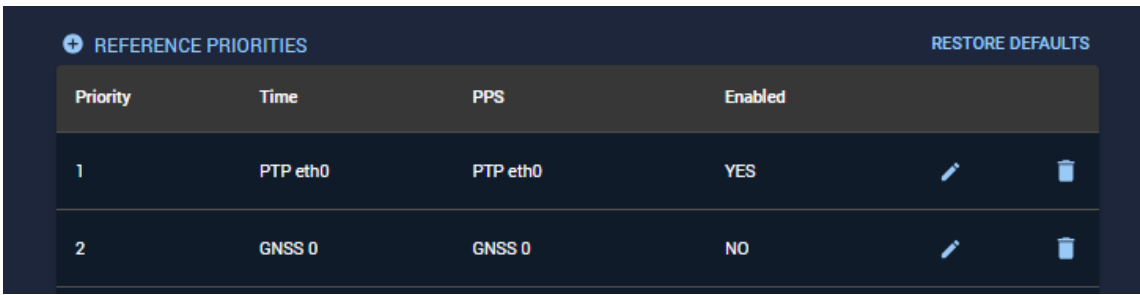 REFERENCE PRIORITIES RESTORE DEFAULTS
Priority Time PPS Enabled
1 PTP eth0 PTP eth0 YES
2 GNSS 0 GNSS 0 NO